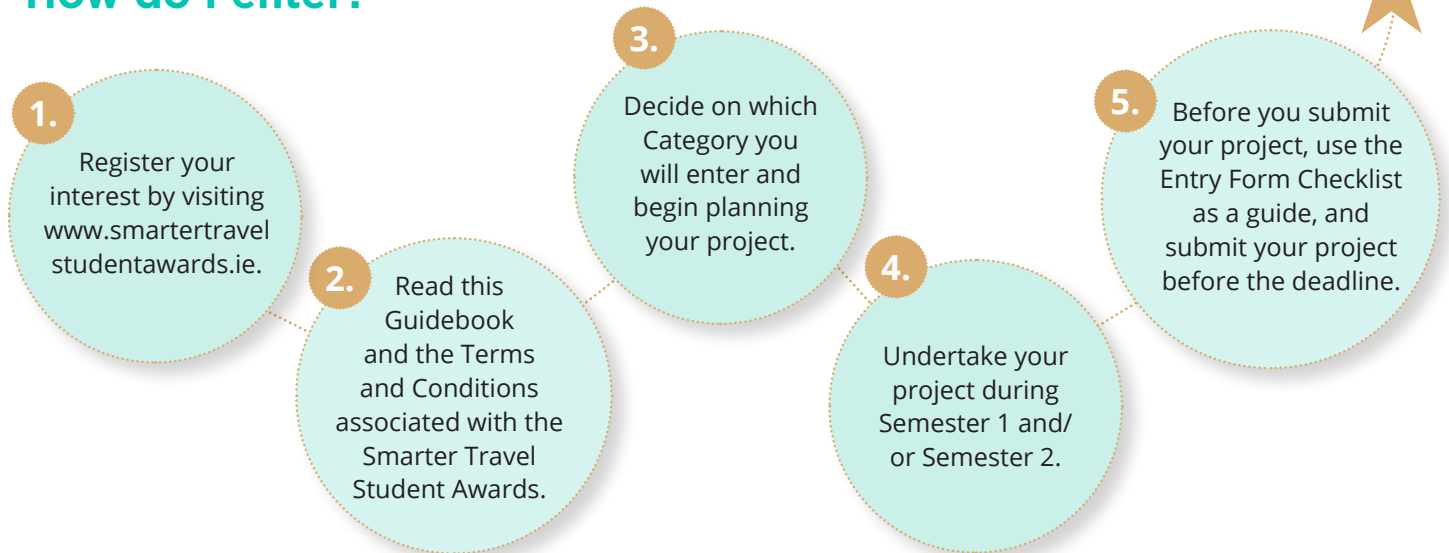 How do I enter?
1.
Register your
interest by visiting
www.smartertravel
studentawards.ie.
2.
Read this
Guidebook
and the Terms
and Conditions
associated with the
Smarter Travel
Student Awards.
3.
Decide on which
Category you
will enter and
begin planning
your project.
4.
Undertake your
project during
Semester 1 and/
or Semester 2.
5.
Before you submit
your project, use the
Entry Form Checklist
as a guide, and
submit your project
before the deadline.